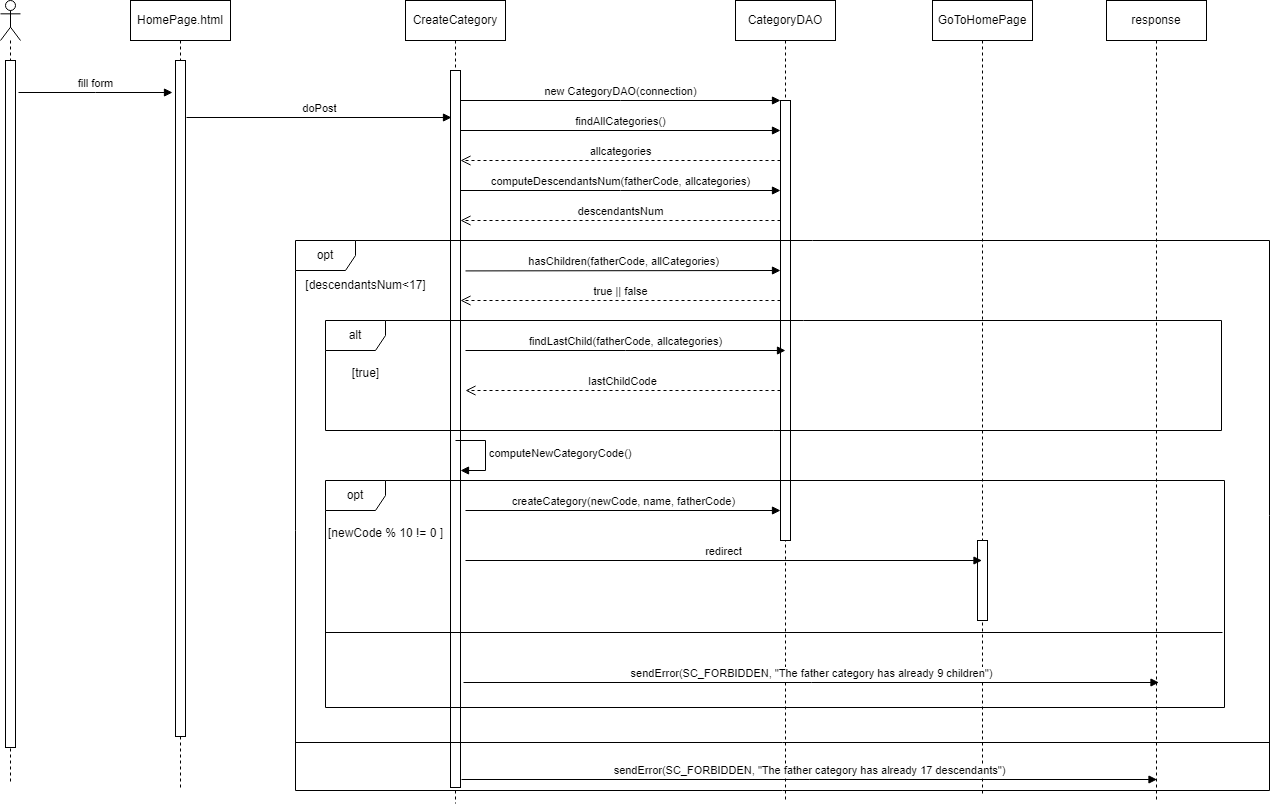 HomePage.html
CreateCategory
CategoryDAO
GoToHomePage
response
fill form
new CategoryDAO(connection)
doPost
findAllCategories()
allcategories
computeDescendantsNum(fatherCode, allcategories)
descendantsNum
opt
hasChildren(fatherCode, allCategories)
[descendantsNum<17]
true || false
alt
findLastChild(fatherCode, allcategories)
[true]
lastChildCode
computeNewCategoryCode()
opt
createCategory(newCode, name, fatherCode)
[newCode % 10 != 0 ]
redirect
sendError(SC_FORBIDDEN, "The father category has already 9 children")
sendError(SC_FORBIDDEN, "The father category has already 17 descendants")